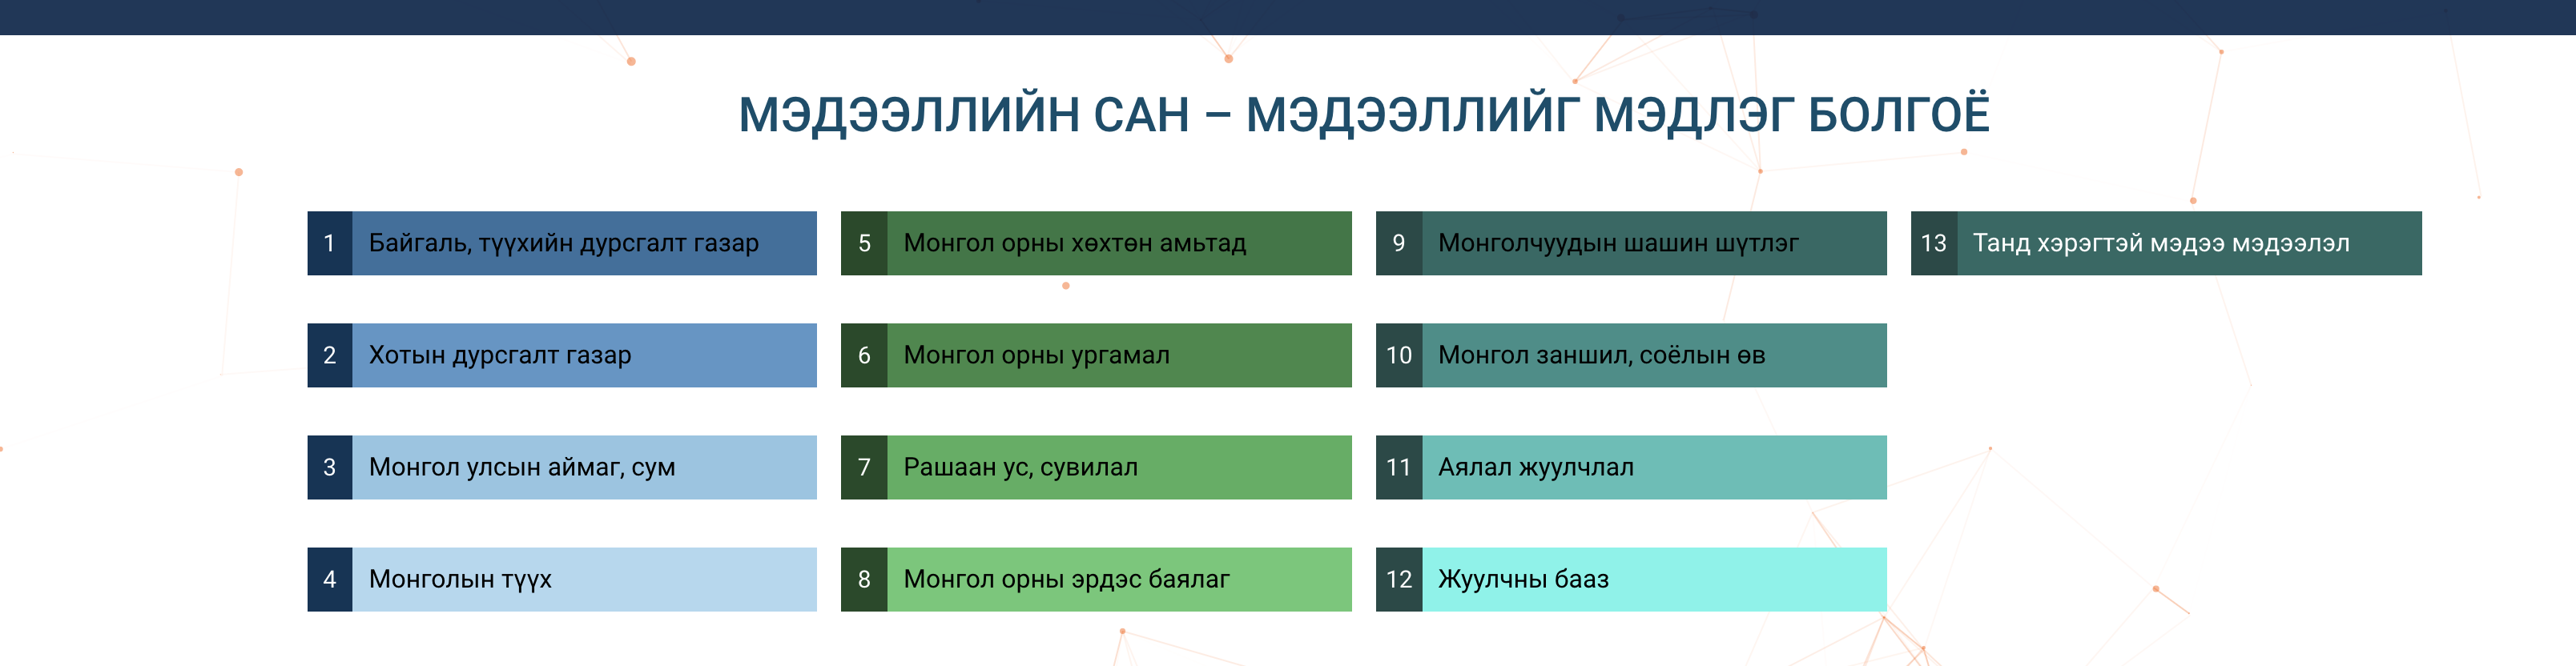 МЭДЭЭЛЛИЙН САН – МЭДЭЭЛЛИЙГ МЭДЛЭГ БОЛГОЁ
1 Байгаль, түүхийн дурсгалт газар
2 Хотын дурсгалт газар
3 Монгол улсын аймаг, сум
4 Монголын түүх
5 Монгол орны хөхтөн амьтад
6 Монгол орны ургамал
7 Рашаан ус, сувилал
8 Монгол орны эрдэс баялаг
9 Монголчуудын шашин шүтлэг
10 Монгол заншил, соёлын өв
11 Аялал жуулчлал
12 Жуулчны бааз
13 Танд хэрэгтэй мэдээ мэдээлэл